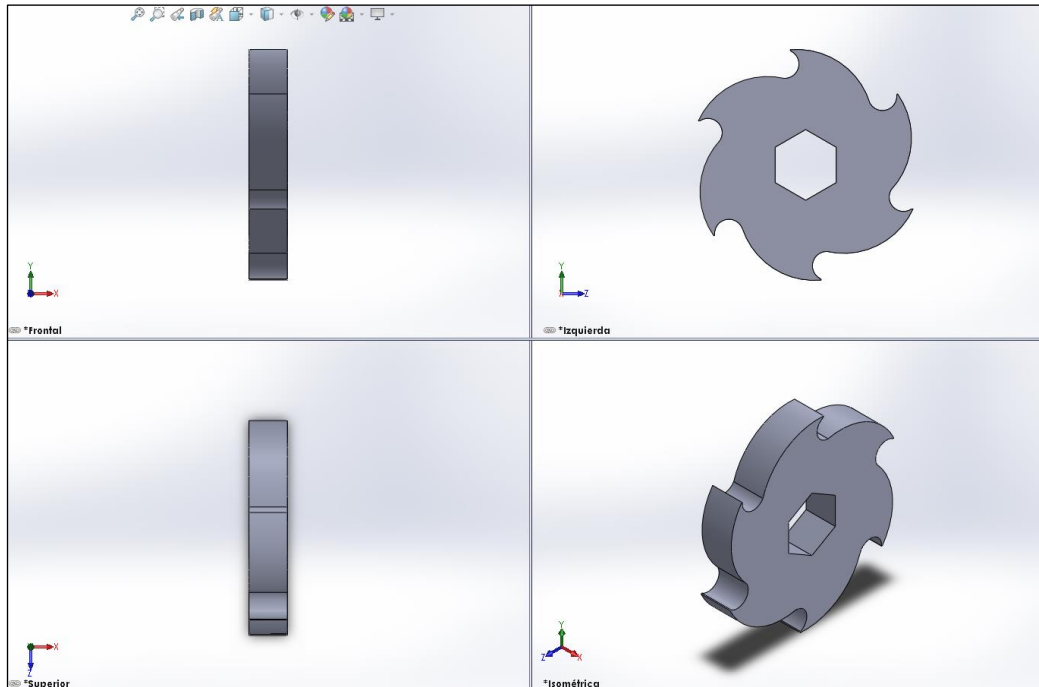 Y
X
*Frontal
Y
X
Z
*Izquierda
X
Z
*Superior
Y
Z
X
*Isométrica